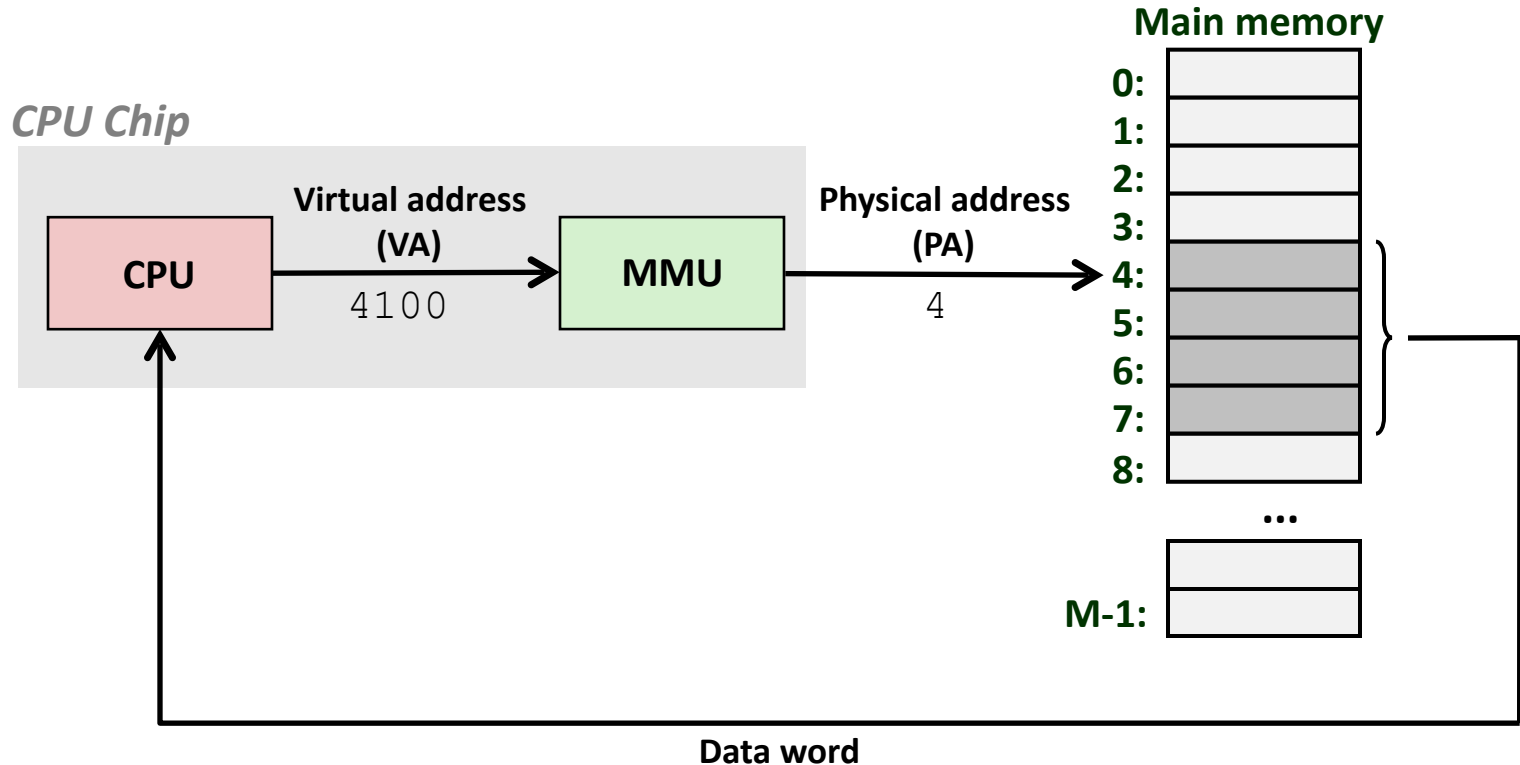 Main memory
CPU Chip
0:
1:
2:
3:
4:
5:
6:
7:
8:
...
M-1:
Virtual address
(VA)
4100
CPU
MMU
Physical address
(PA)
4
Data word